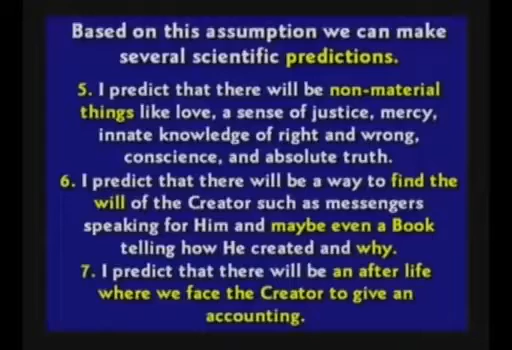 Based on this assumption we can make
several scientific predictions.
5. I predict that there will be non-material
things like love, a sense of justice, mercy,
innate knowledge of right and wrong,
conscience, and absolute truth.
6. I predict that there will be a way to find the
will of the Creator such as messengers
speaking for Him and maybe even a Book
telling how He created and why.
7. I predict that there will be an after life
where we face the Creator to give an
accounting.